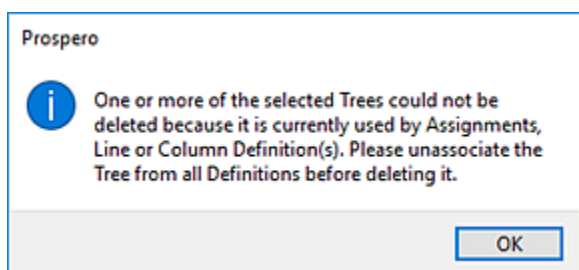 Prospero
One or more of the selected Trees could not be
deleted because it is currently used by Assignments,
Line or Column Definition(s). Please unassociate the
Tree from all Definitions before deleting it.
OK